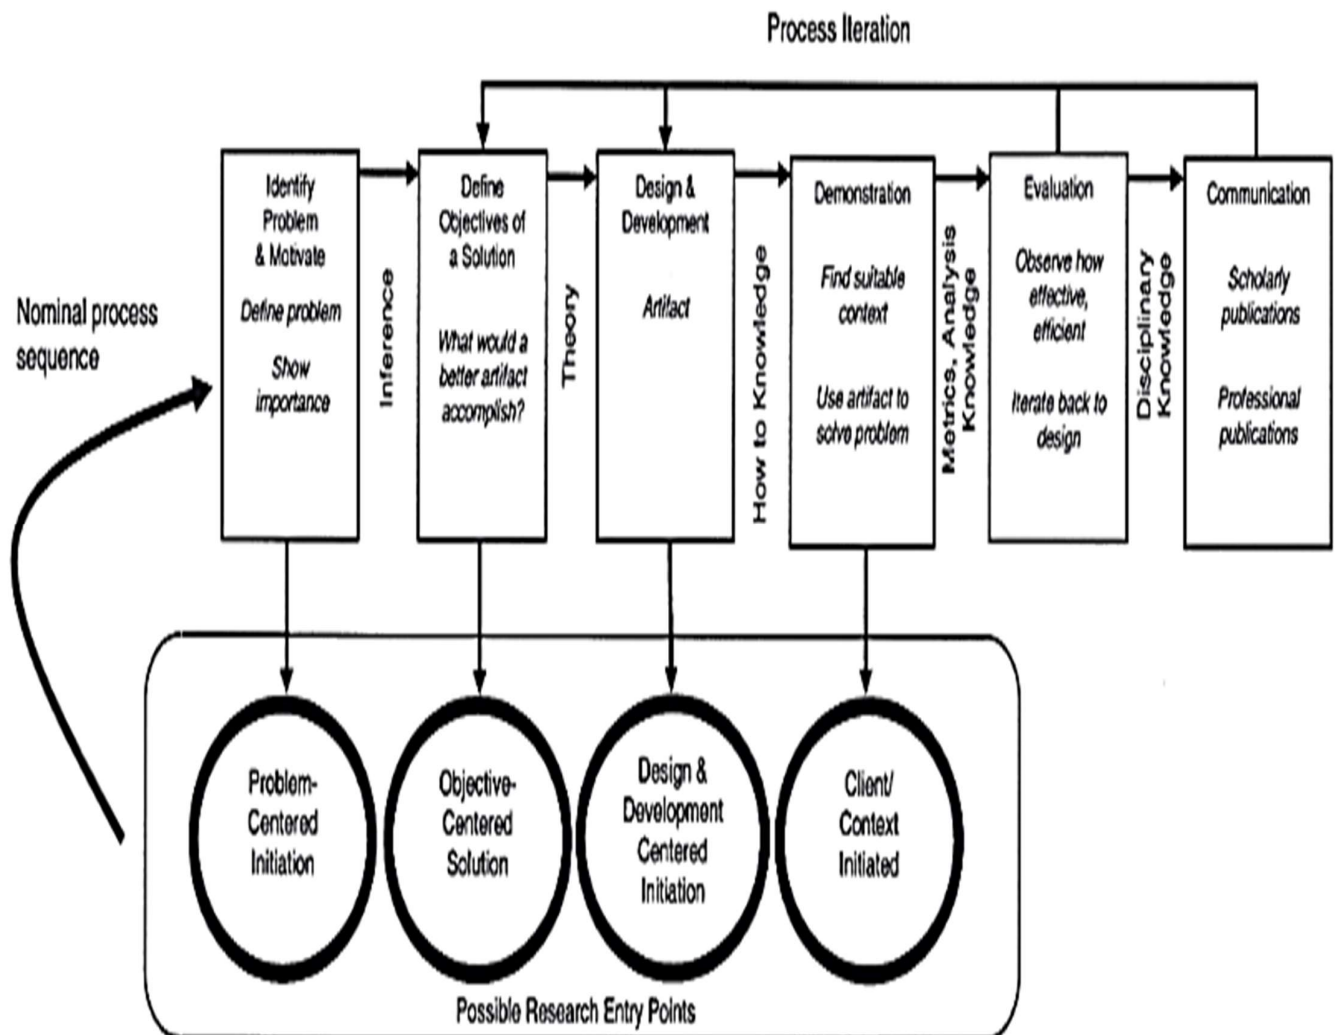 Process Iteration
Nominal process
sequence
Identify
Problem
& Motivate
Define problem
Show
importance
Inference
Define
Objectives of
a Solution
What would a
better artifact
accomplish?
Theory
Design &
Development
Artifact
How to Knowledge
Demonstration
Find suitable
context
Use artifact to
solve problem
Metrics, Analysis
Knowledge
Evaluation
Observe how
effective,
efficient
Iterate back to
design
Disciplinary
Knowledge
Communication
Scholarly
publications
Professional
publications
Problem-
Centered
Initiation
Objective-
Centered
Solution
Design &
Development
Centered
Initiation
Client/
Context
Initiated
Possible Research Entry Points